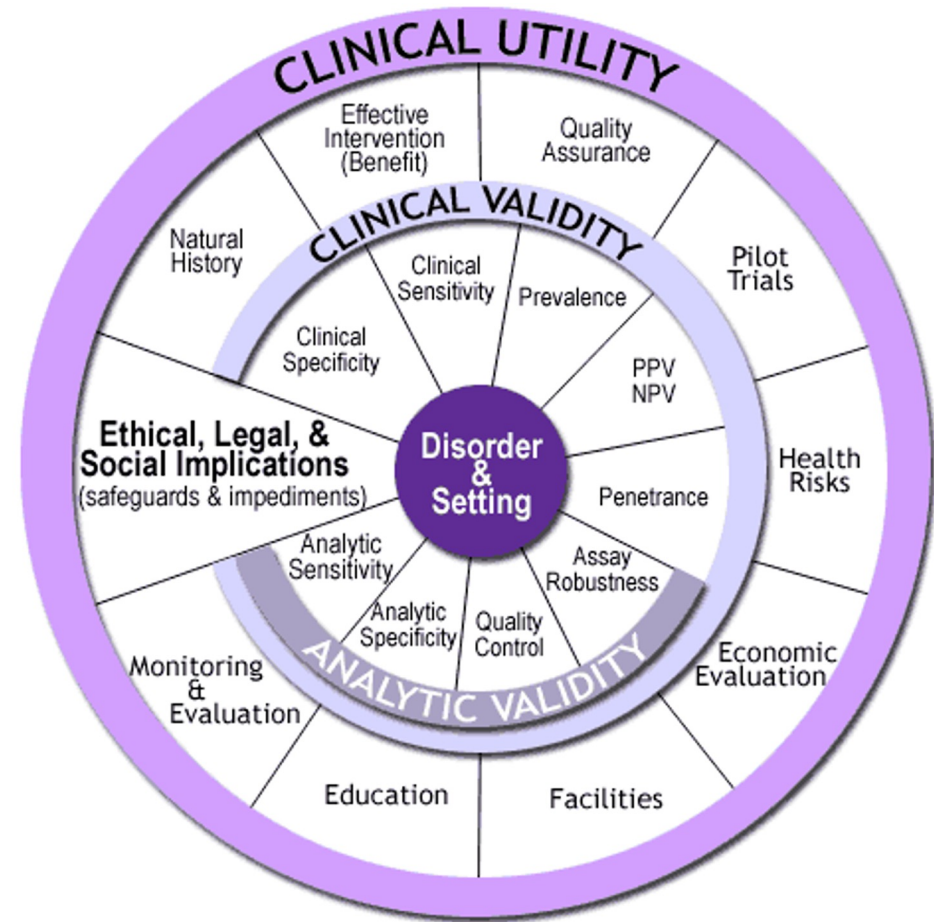 CLINICAL UTILITY
Effective
Intervention
(Benefit)
Quality
Assurance
Natural
History
CLINICAL VALIDITY
Pilot
Trials
Clinical
Sensitivity
Prevalence
Clinical
Specificity
PPV
NPV
Ethical, Legal, &
Social Implications
(safeguards & impediments)
Disorder
&
Setting
Health
Risks
Penetrance
Analytic
Sensitivity
Assay
Robustness
Analytic
Specificity
Quality
Control
ANALYTIC VALIDITY
Monitoring
&
Evaluation
Economic
Evaluation
Education
Facilities